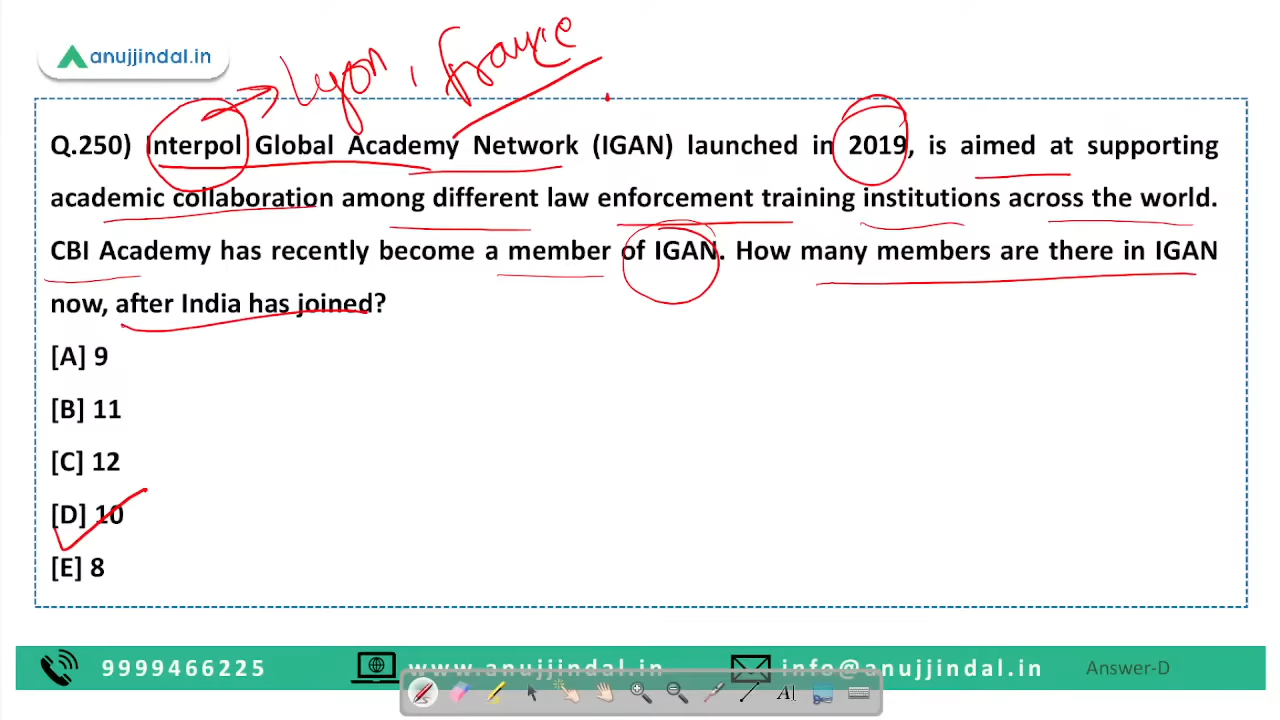 anujjindal.in
Lyon, France
Q.250) Interpol Global Academy Network (IGAN) launched in 2019, is aimed at supporting
academic collaboration among different law enforcement training institutions across the world.
CBI Academy has recently become a member of IGAN. How many members are there in IGAN
now, after India has joined?
[A] 9
[B] 11
[C] 12
[D] 10
[E] 8
9999466225 www.anujjindal.in info@anujjindal.in Answer-D
A